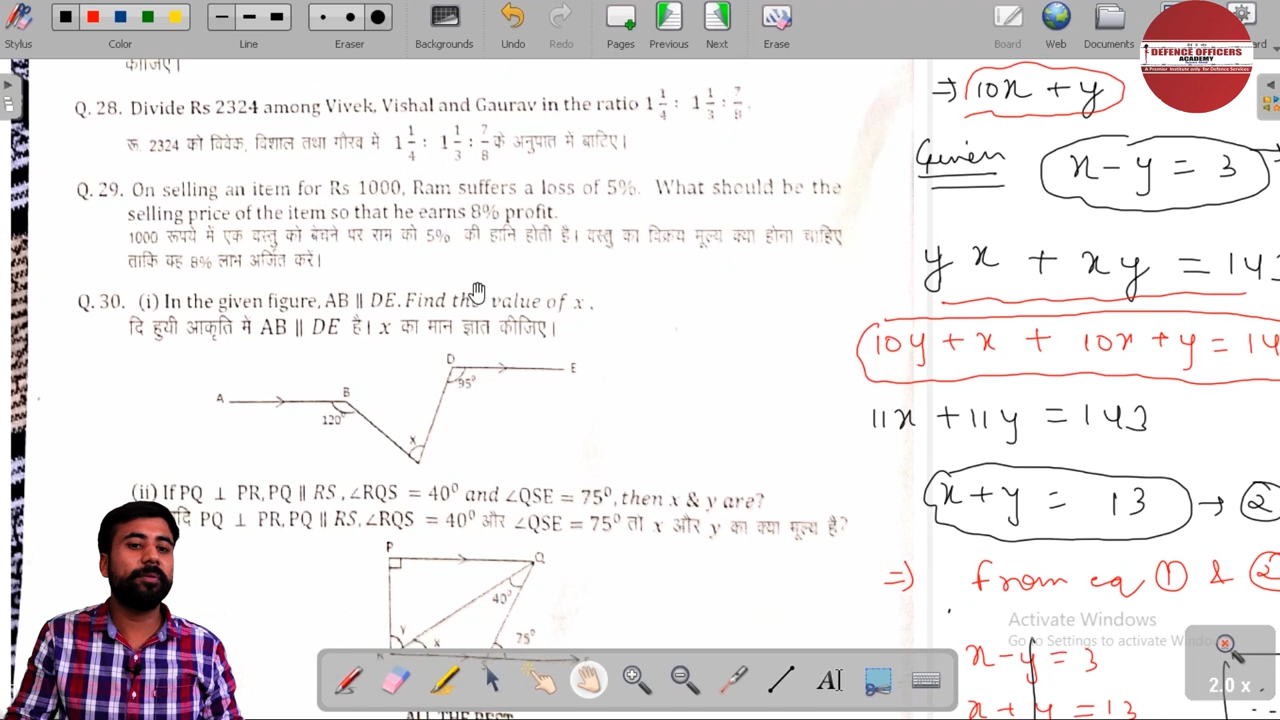 Stylus
Color
Line
Eraser
Backgrounds
Undo
Redo
Pages
Previous
Next
Erase
Board
Web
Documents
DEFENCE OFFICERS
ACADEMY
कीजिए।
Q. 28. Divide Rs 2324 among Vivek, Vishal and Gaurav in the ratio 1 1/4 : 1 1/3 : 7/8.
रू. 2324 को विवेक, विशाल तथा गौरव में 1 1/4 : 1 1/3 : 7/8 के अनुपात में बाटिए।
Q. 29. On selling an item for Rs 1000, Ram suffers a loss of 5%. What should be the
selling price of the item so that he earns 8% profit.
1000 रूपये में एक वस्तु को बेचने पर राम को 5% की हानि होती है। वस्तु का विक्रय मूल्य क्या होना चाहिए
ताकि वह 8% लाभ अर्जित करें।
Q. 30. (i) In the given figure, AB ∥ DE. Find the value of x .
दि हुयी आकृति मे AB ∥ DE है। x का मान ज्ञात कीजिए।
D
E
95°
A
B
120°
x
(ii) If PQ ⊥ PR, PQ ∥ RS, ∠RQS = 40° and ∠QSE = 75°, then x & y are?
यदि PQ ⊥ PR, PQ ∥ RS, ∠RQS = 40° और ∠QSE = 75° तो x और y का क्या मूल्य है?
P
Q
40°
y
x
75°
ALL THE BEST
⇒ 10x + y
Given
x - y = 3
yx + xy = 143
10y + x + 10x + y = 14
11x + 11y = 143
x + y = 13 → 2
⇒ from eq 1 & 2
x - y = 3
x + y = 13
Activate Windows
Go to Settings to activate Windows
A
2.0 x